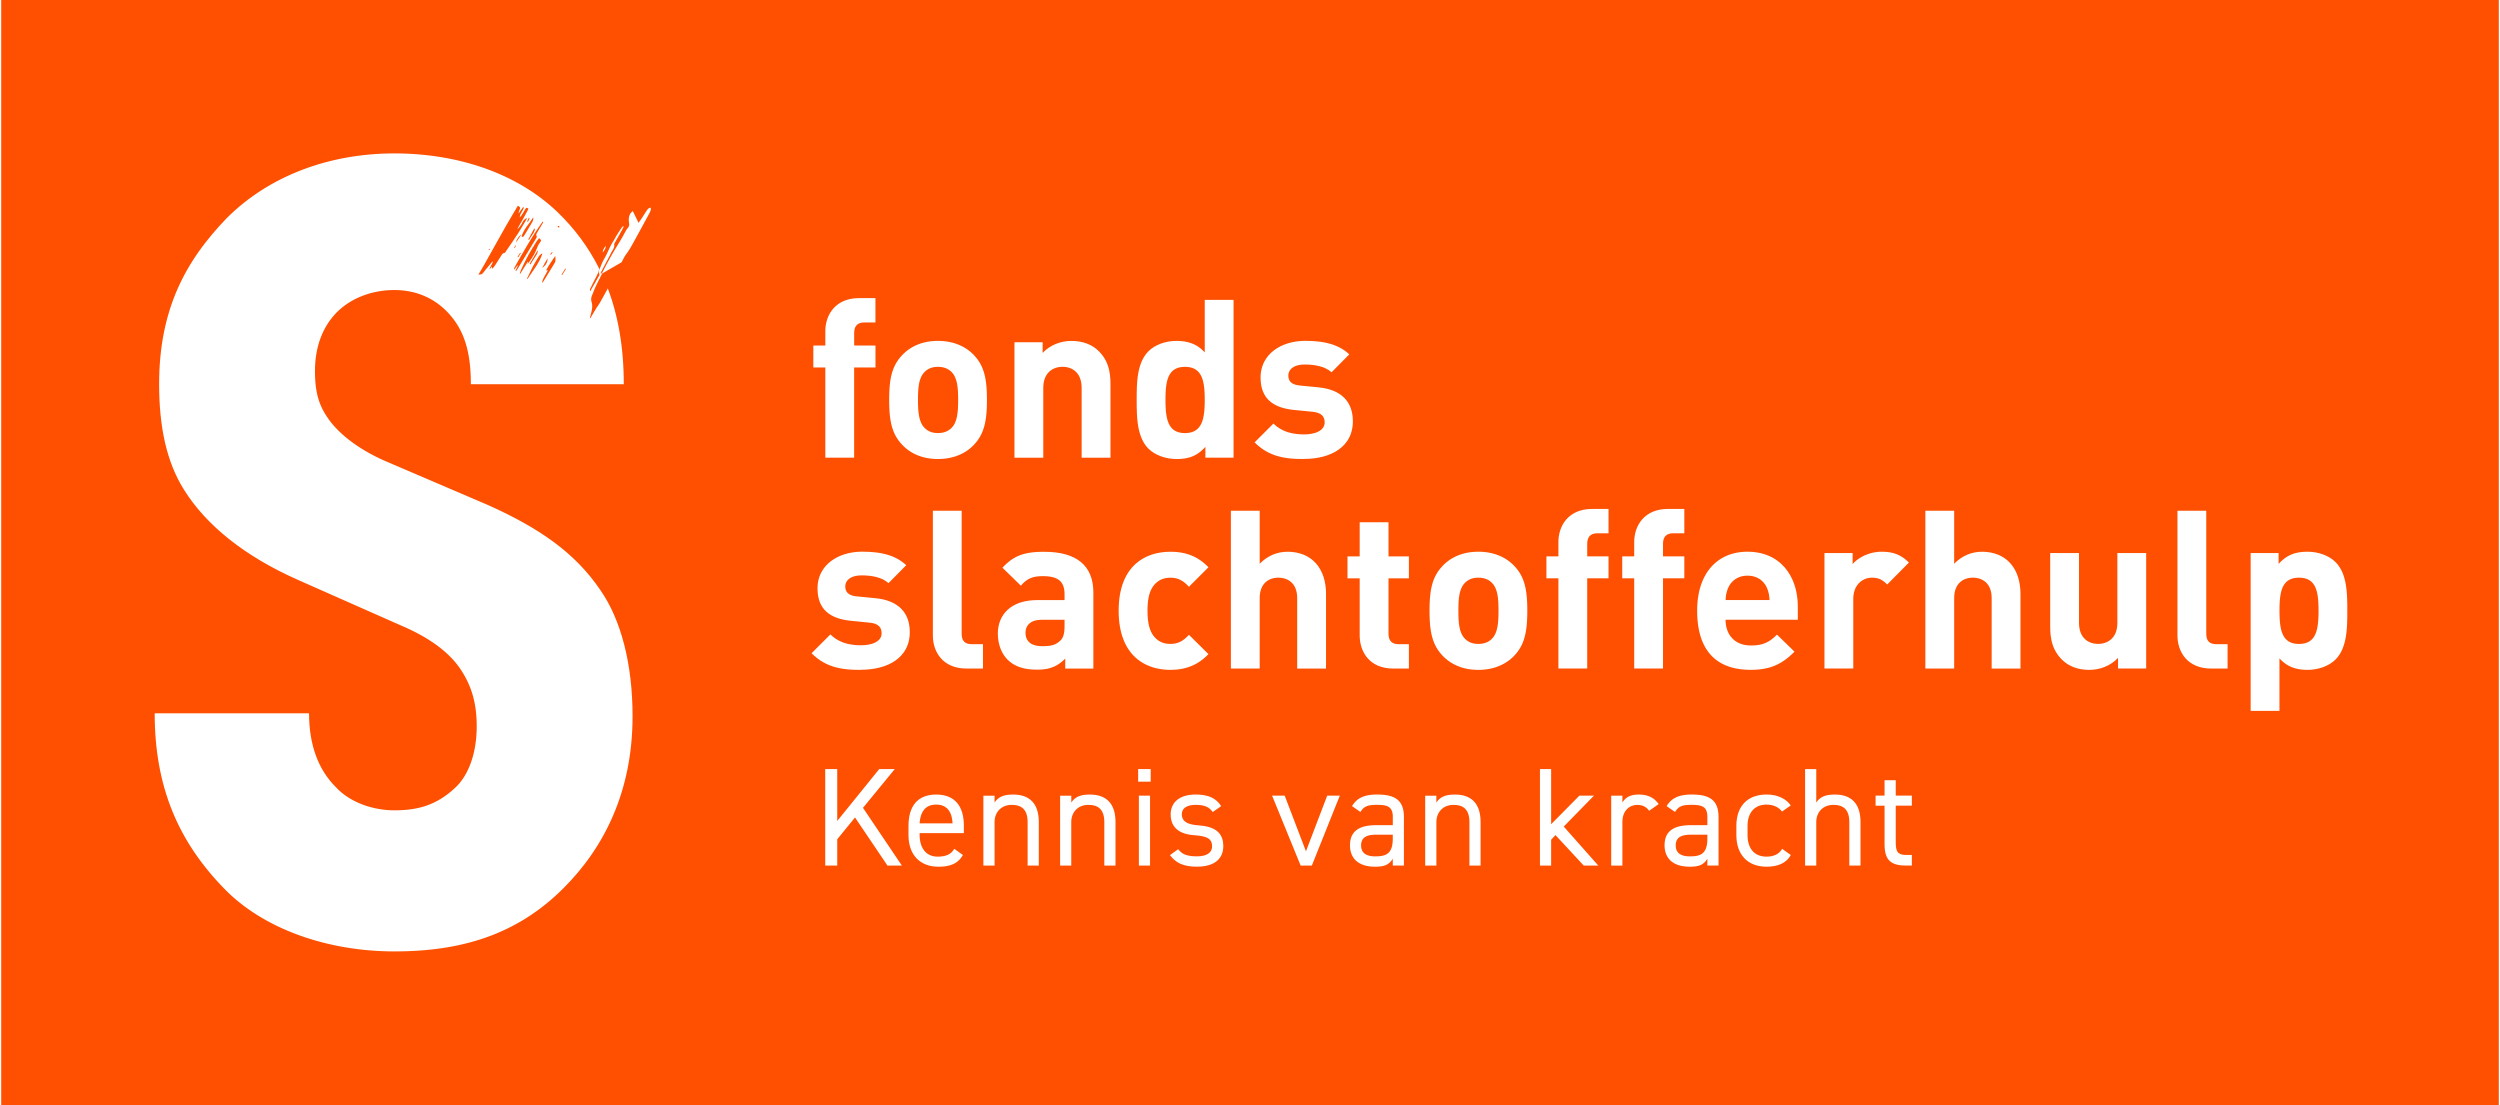 S
fonds
slachtofferhulp
Kennis van kracht